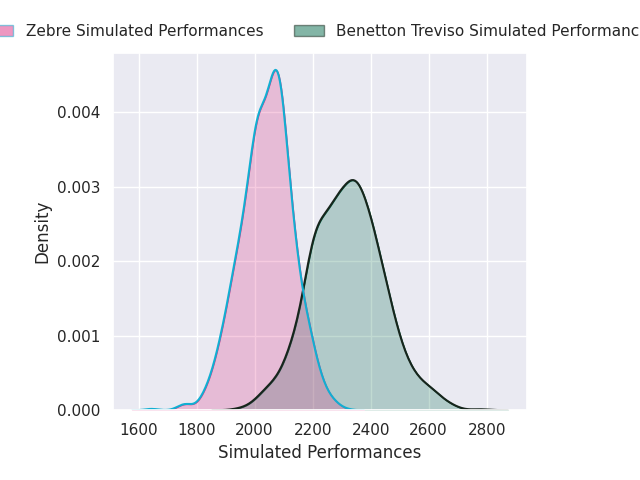 Zebre Simulated Performances Benetton Treviso Simulated
0.004
0.003
0.002
0.001
0.000
Density
1600 1800 2000 2200 2400 2600 2800
Simulated Performances